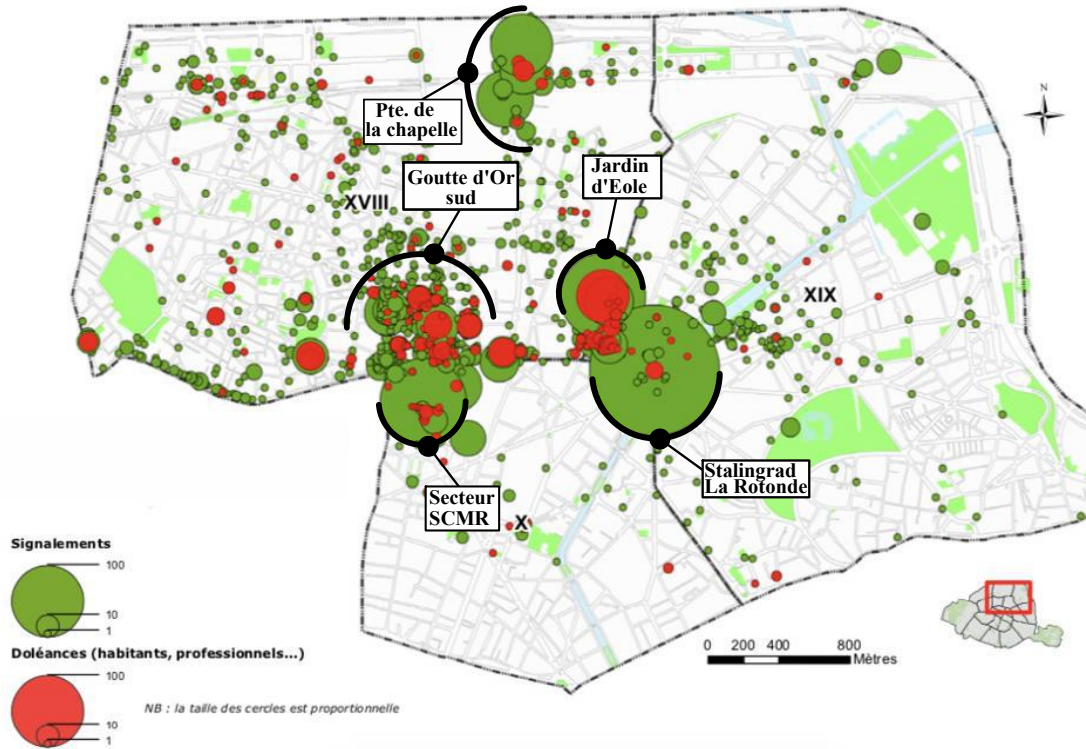 Pte. de
la chapelle
Goutte d'Or
sud
Jardin
d'Eole
N
XVIII
XIX
Stalingrad
La Rotonde
Secteur
SCMR
X
Signalements
100
10
1
Doléances (habitants, professionnels...)
100
10
1
NB : la taille des cercles est proportionnelle
0 200 400 800
Mètres